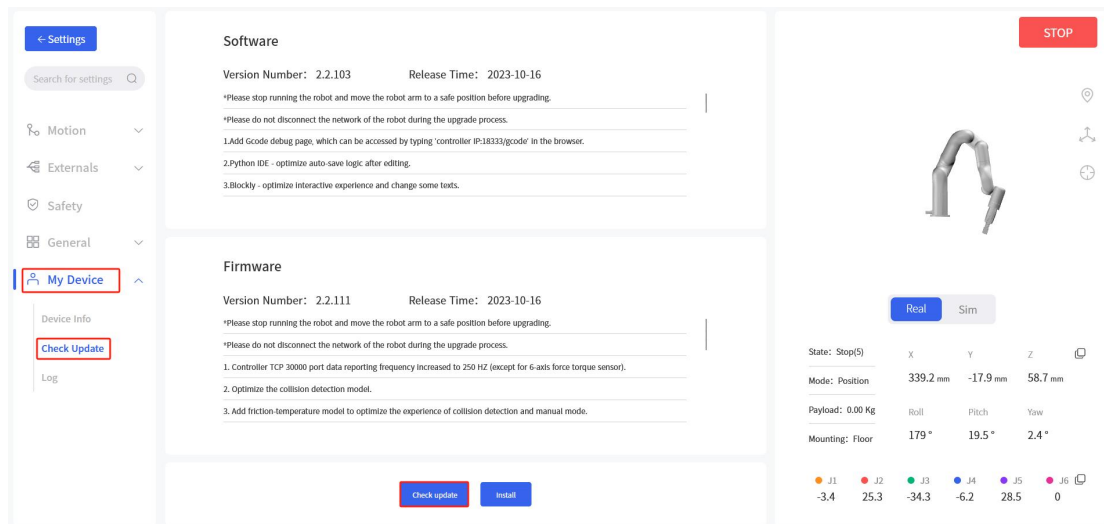 ← Settings
Search for settings
Motion
Externals
Safety
General
My Device
Device Info
Check Update
Log
Software
Version Number： 2.2.103 Release Time： 2023-10-16
*Please stop running the robot and move the robot arm to a safe position before upgrading.
*Please do not disconnect the network of the robot during the upgrade process.
1.Add Gcode debug page, which can be accessed by typing 'controller IP:18333/gcode' in the browser.
2.Python IDE - optimize auto-save logic after editing.
3.Blockly - optimize interactive experience and change some texts.
Firmware
Version Number： 2.2.111 Release Time： 2023-10-16
*Please stop running the robot and move the robot arm to a safe position before upgrading.
*Please do not disconnect the network of the robot during the upgrade process.
1. Controller TCP 30000 port data reporting frequency increased to 250 HZ (except for 6-axis force torque sensor).
2. Optimize the collision detection model.
3. Add friction-temperature model to optimize the experience of collision detection and manual mode.
Check update Install
STOP
Real Sim
State: Stop(5)
Mode: Position
Payload: 0.00 Kg
Mounting: Floor
X Y Z
339.2 mm -17.9 mm 58.7 mm
Roll Pitch Yaw
179 ° 19.5 ° 2.4 °
J1 J2 J3 J4 J5 J6
-3.4 25.3 -34.3 -6.2 28.5 0